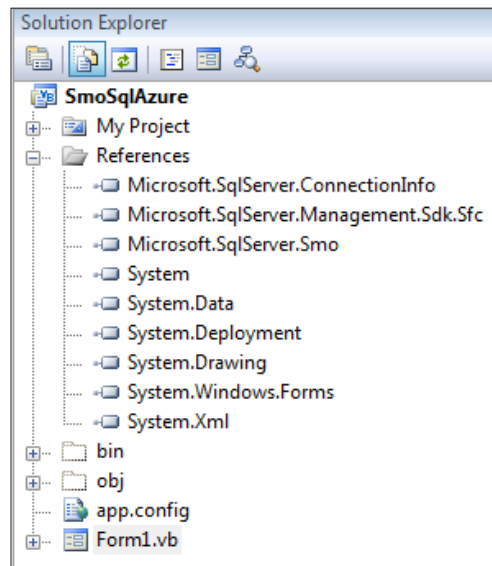 Solution Explorer
SmoSqlAzure
My Project
References
Microsoft.SqlServer.ConnectionInfo
Microsoft.SqlServer.Management.Sdk.Sfc
Microsoft.SqlServer.Smo
System
System.Data
System.Deployment
System.Drawing
System.Windows.Forms
System.Xml
bin
obj
app.config
Form1.vb